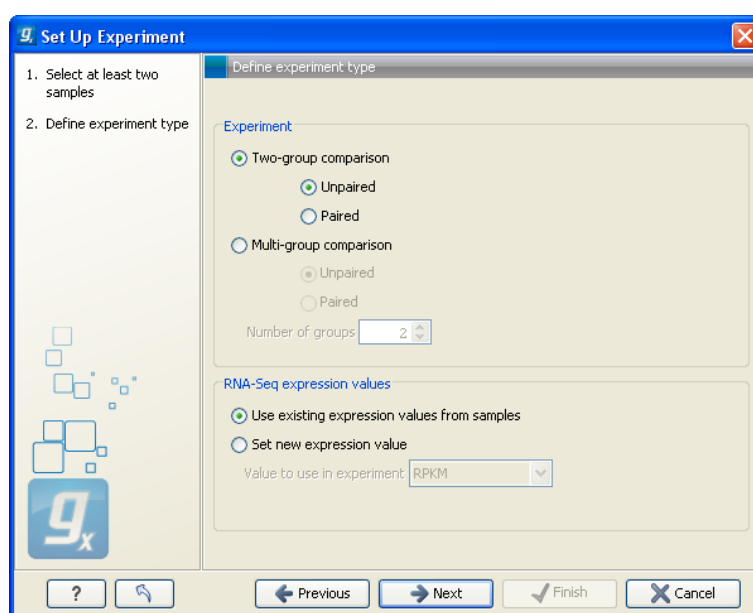 Set Up Experiment
1. Select at least two
samples
2. Define experiment type
Define experiment type
Experiment
Two-group comparison
Unpaired
Paired
Multi-group comparison
Unpaired
Paired
Number of groups 2
RNA-Seq expression values
Use existing expression values from samples
Set new expression value
Value to use in experiment RPKM
gx
? Previous Next Finish Cancel